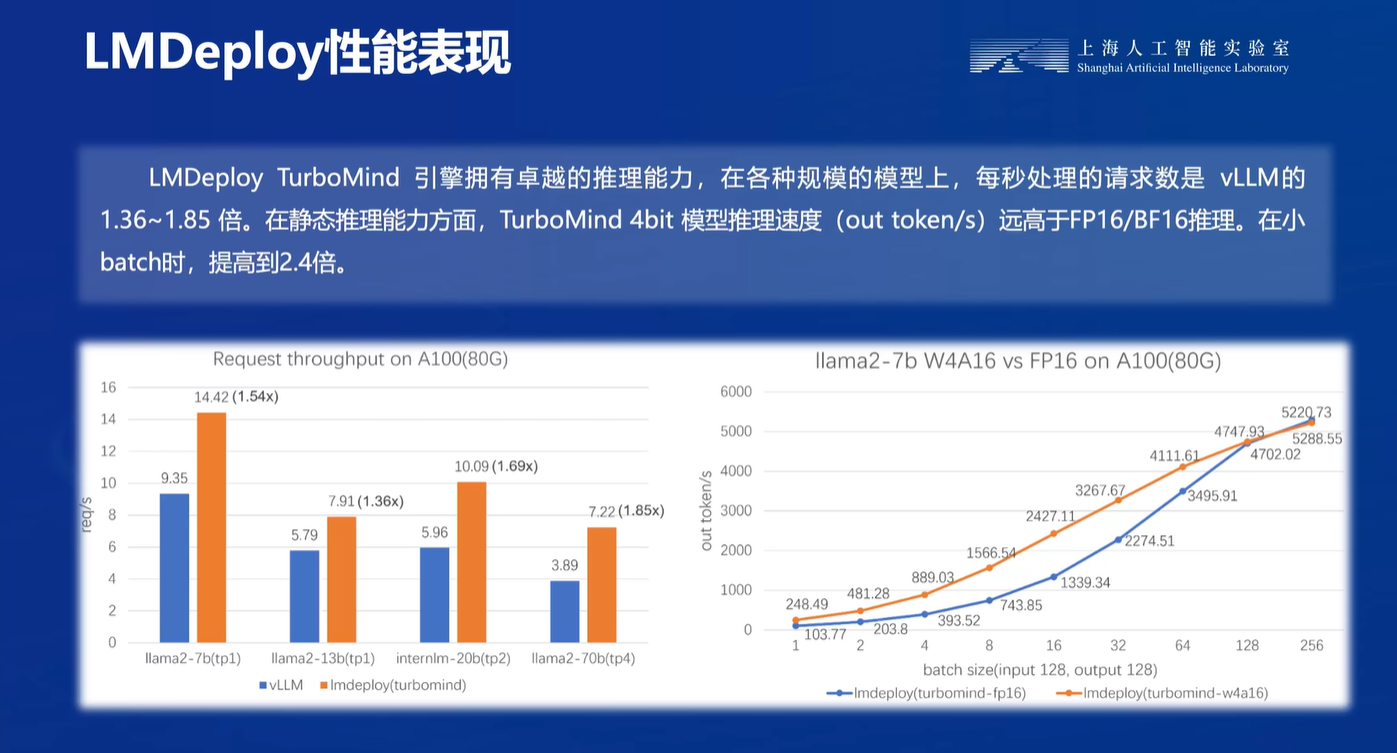 LMDeploy性能表现
上海人工智能实验室
Shanghai Artificial Intelligence Laboratory
LMDeploy TurboMind 引擎拥有卓越的推理能力，在各种规模的模型上，每秒处理的请求数是 vLLM的
1.36~1.85 倍。在静态推理能力方面，TurboMind 4bit 模型推理速度（out token/s）远高于FP16/BF16推理。在小
batch时，提高到2.4倍。
Request throughput on A100(80G)
16
14
12
10
8
6
4
2
0
req/s
9.35
14.42 (1.54x)
5.79
7.91 (1.36x)
5.96
10.09 (1.69x)
3.89
7.22 (1.85x)
llama2-7b(tp1) llama2-13b(tp1) internlm-20b(tp2) llama2-70b(tp4)
vLLM lmdeploy(turbomind)
llama2-7b W4A16 vs FP16 on A100(80G)
6000
5000
4000
3000
2000
1000
0
out token/s
248.49
481.28
889.03
1566.54
2427.11
3267.67
4111.61
4747.93
5220.73
103.77
203.8
393.52
743.85
1339.34
2274.51
3495.91
4702.02
5288.55
1 2 4 8 16 32 64 128 256
batch size(input 128, output 128)
lmdeploy(turbomind-fp16) lmdeploy(turbomind-w4a16)